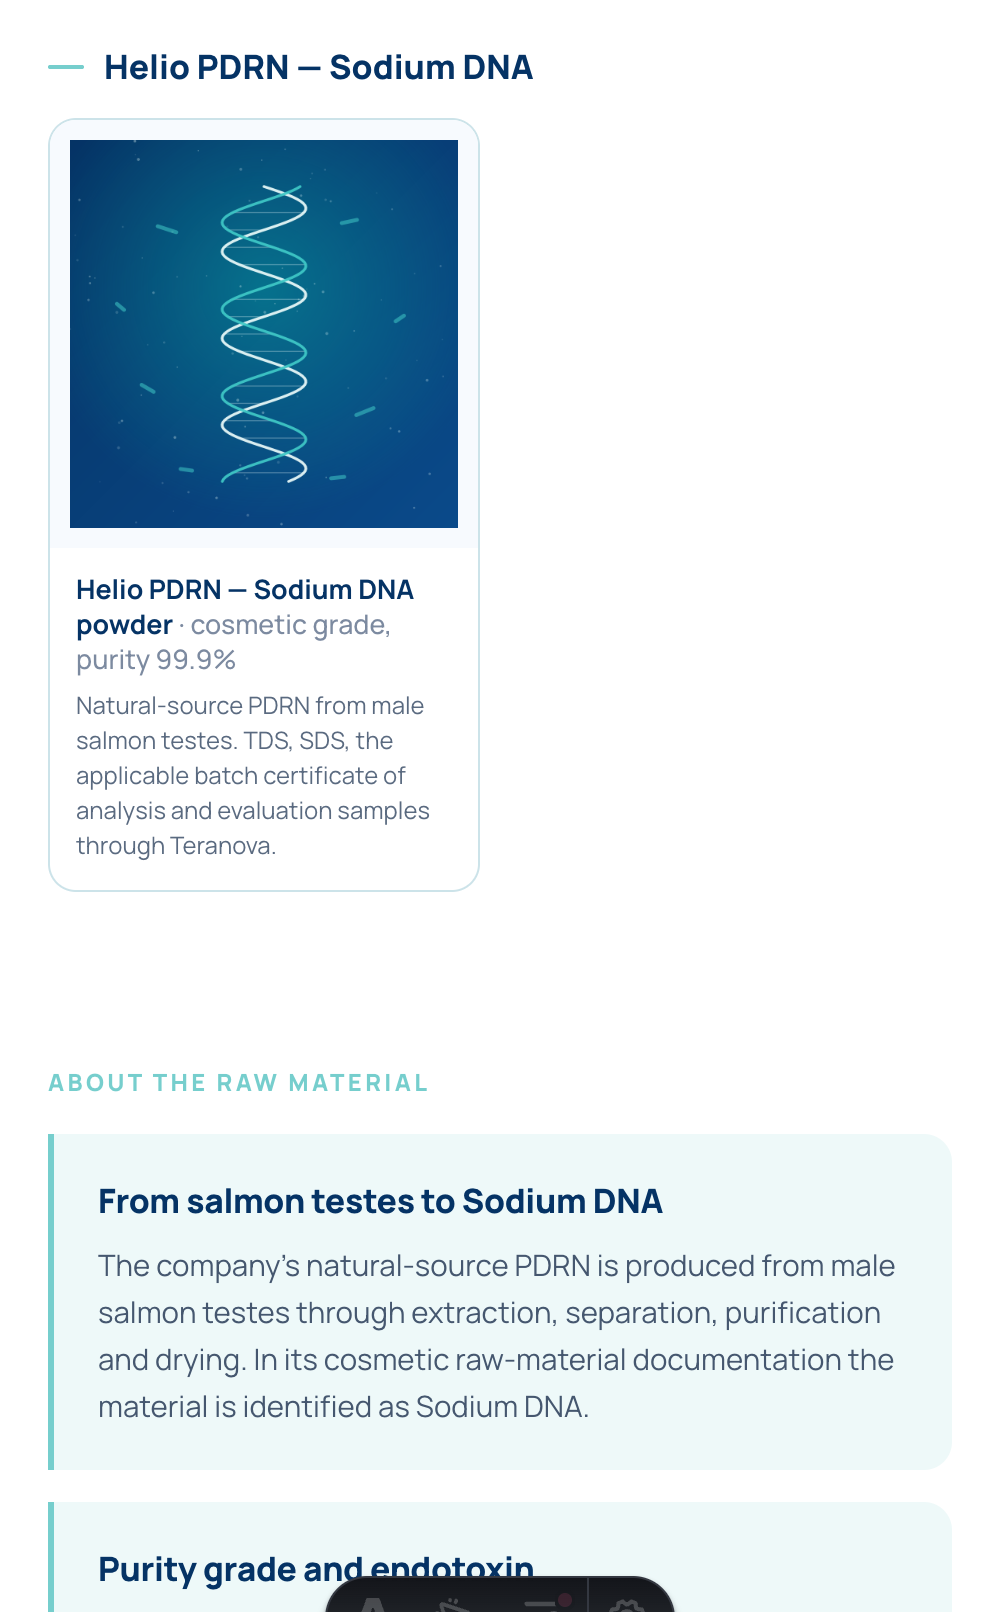 Helio PDRN — Sodium DNA
Helio PDRN — Sodium DNA
powder · cosmetic grade,
purity 99.9%
Natural-source PDRN from male
salmon testes. TDS, SDS, the
applicable batch certificate of
analysis and evaluation samples
through Teranova.
ABOUT THE RAW MATERIAL
From salmon testes to Sodium DNA
The company’s natural-source PDRN is produced from male
salmon testes through extraction, separation, purification
and drying. In its cosmetic raw-material documentation the
material is identified as Sodium DNA.
Purity grade and endotoxin